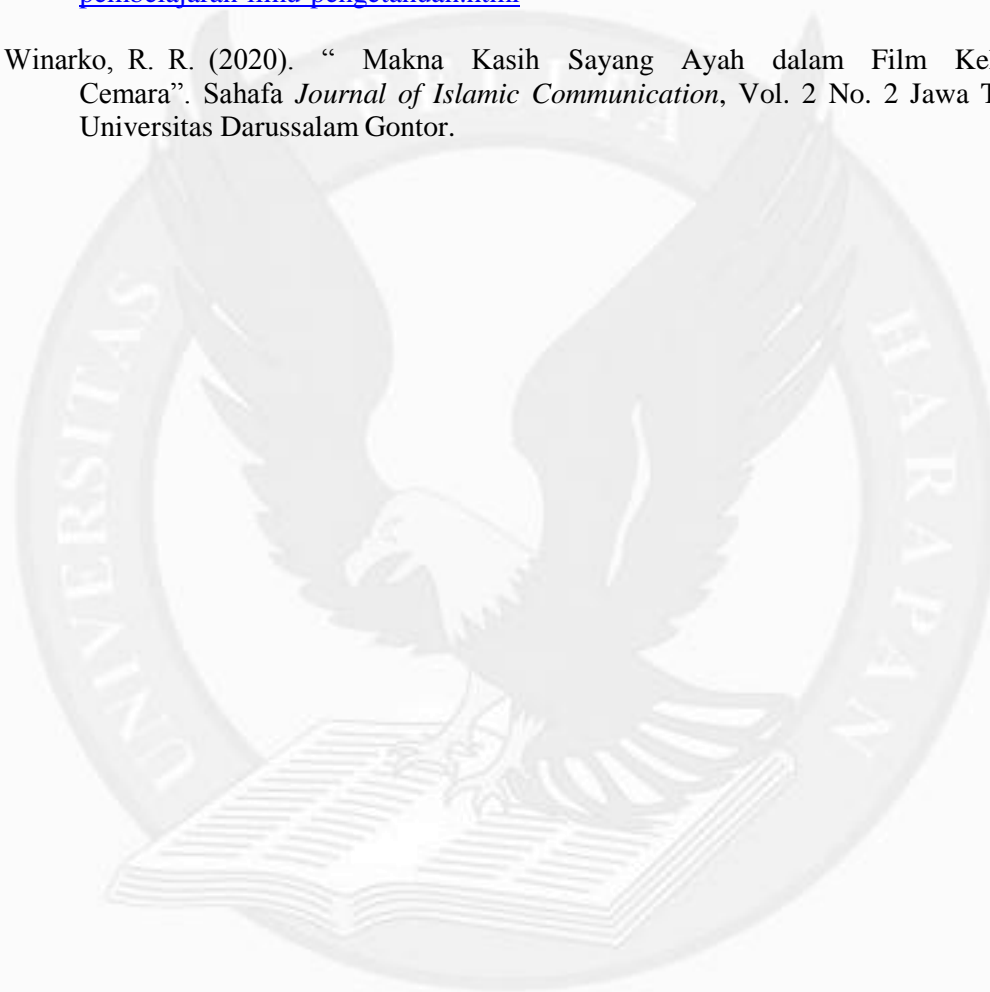 pembelajaran-ilmu-pengetahuan.html
Winarko, R. R. (2020). “ Makna Kasih Sayang Ayah dalam Film Kel
Cemara”. Sahafa Journal of Islamic Communication, Vol. 2 No. 2 Jawa T
Universitas Darussalam Gontor.
UNIVERSITAS PELITA HARAPAN